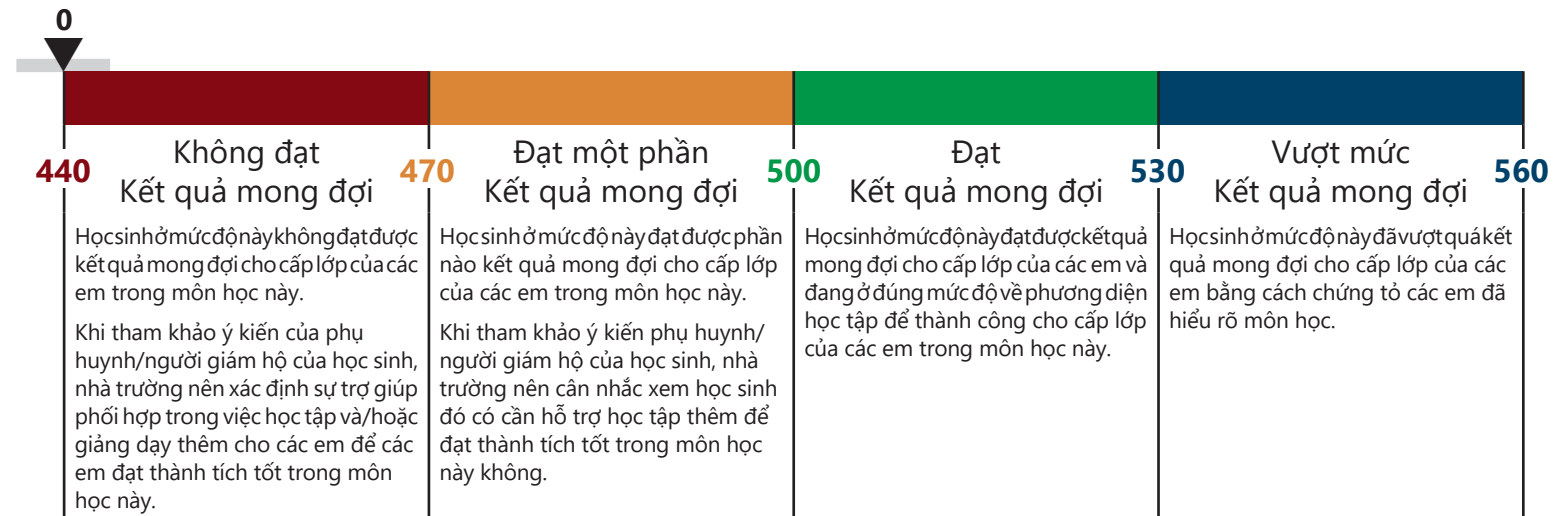 0
440
Không đạt
Kết quả mong đợi
470
Đạt một phần
Kết quả mong đợi
500
Đạt
Kết quả mong đợi
530
Vượt mức
Kết quả mong đợi
560
Học sinh ở mức độ này không đạt được
kết quả mong đợi cho cấp lớp của các
em trong môn học này.
Khi tham khảo ý kiến của phụ
huynh/người giám hộ của học sinh,
nhà trường nên xác định sự trợ giúp
phối hợp trong việc học tập và/hoặc
giảng dạy thêm cho các em để các
em đạt thành tích tốt trong môn
học này.
Học sinh ở mức độ này đạt được phần
nào kết quả mong đợi cho cấp lớp
của các em trong môn học này.
Khi tham khảo ý kiến phụ huynh/
người giám hộ của học sinh, nhà
trường nên cân nhắc xem học sinh
đó có cần hỗ trợ học tập thêm để
đạt thành tích tốt trong môn học
này không.
Học sinh ở mức độ này đạt được kết quả
mong đợi cho cấp lớp của các em và
đang ở đúng mức độ về phương diện
học tập để thành công cho cấp lớp
của các em trong môn học này.
Học sinh ở mức độ này đã vượt quá kết
quả mong đợi cho cấp lớp của các
em bằng cách chứng tỏ các em đã
hiểu rõ môn học.